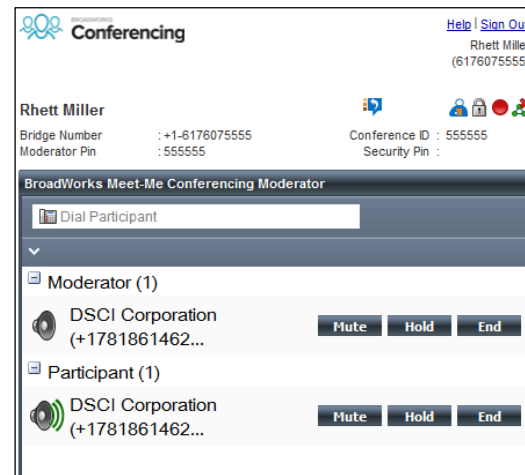 BROADWORKS
Conferencing
Help | Sign Ou
Rhett Mille
(6176075555
Rhett Miller
Bridge Number : +1-6176075555 Conference ID : 555555
Moderator Pin : 555555 Security Pin :
BroadWorks Meet-Me Conferencing Moderator
Dial Participant
Moderator (1)
DSCI Corporation
(+1781861462...
Mute Hold End
Participant (1)
DSCI Corporation
(+1781861462...
Mute Hold End